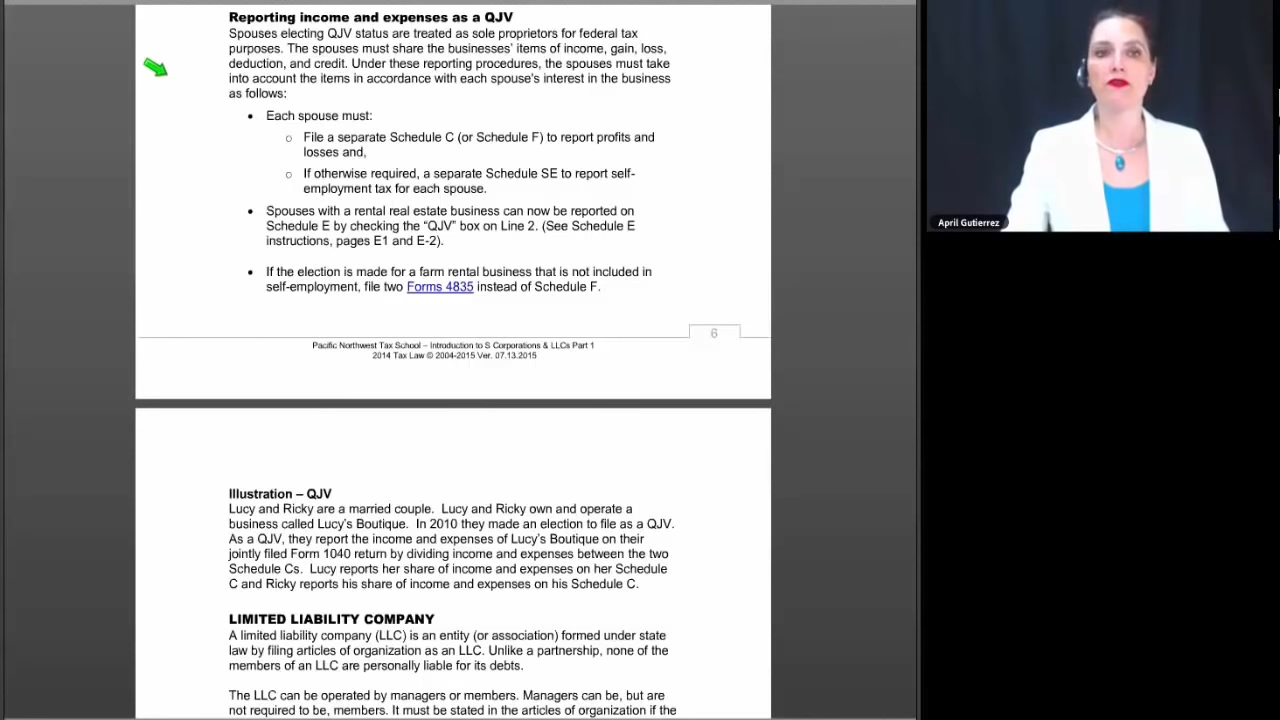 Reporting income and expenses as a QJV
Spouses electing QJV status are treated as sole proprietors for federal tax
purposes. The spouses must share the businesses' items of income, gain, loss,
deduction, and credit. Under these reporting procedures, the spouses must take
into account the items in accordance with each spouse's interest in the business
as follows:
• Each spouse must:
o File a separate Schedule C (or Schedule F) to report profits and
losses and,
o If otherwise required, a separate Schedule SE to report self-
employment tax for each spouse.
• Spouses with a rental real estate business can now be reported on
Schedule E by checking the "QJV" box on Line 2. (See Schedule E
instructions, pages E1 and E-2).
• If the election is made for a farm rental business that is not included in
self-employment, file two Forms 4835 instead of Schedule F.
6
Pacific Northwest Tax School – Introduction to S Corporations & LLCs Part 1
2014 Tax Law © 2004-2015 Ver. 07.13.2015
Illustration – QJV
Lucy and Ricky are a married couple. Lucy and Ricky own and operate a
business called Lucy's Boutique. In 2010 they made an election to file as a QJV.
As a QJV, they report the income and expenses of Lucy's Boutique on their
jointly filed Form 1040 return by dividing income and expenses between the two
Schedule Cs. Lucy reports her share of income and expenses on her Schedule
C and Ricky reports his share of income and expenses on his Schedule C.
LIMITED LIABILITY COMPANY
A limited liability company (LLC) is an entity (or association) formed under state
law by filing articles of organization as an LLC. Unlike a partnership, none of the
members of an LLC are personally liable for its debts.
The LLC can be operated by managers or members. Managers can be, but are
not required to be, members. It must be stated in the articles of organization if the
April Gutierrez